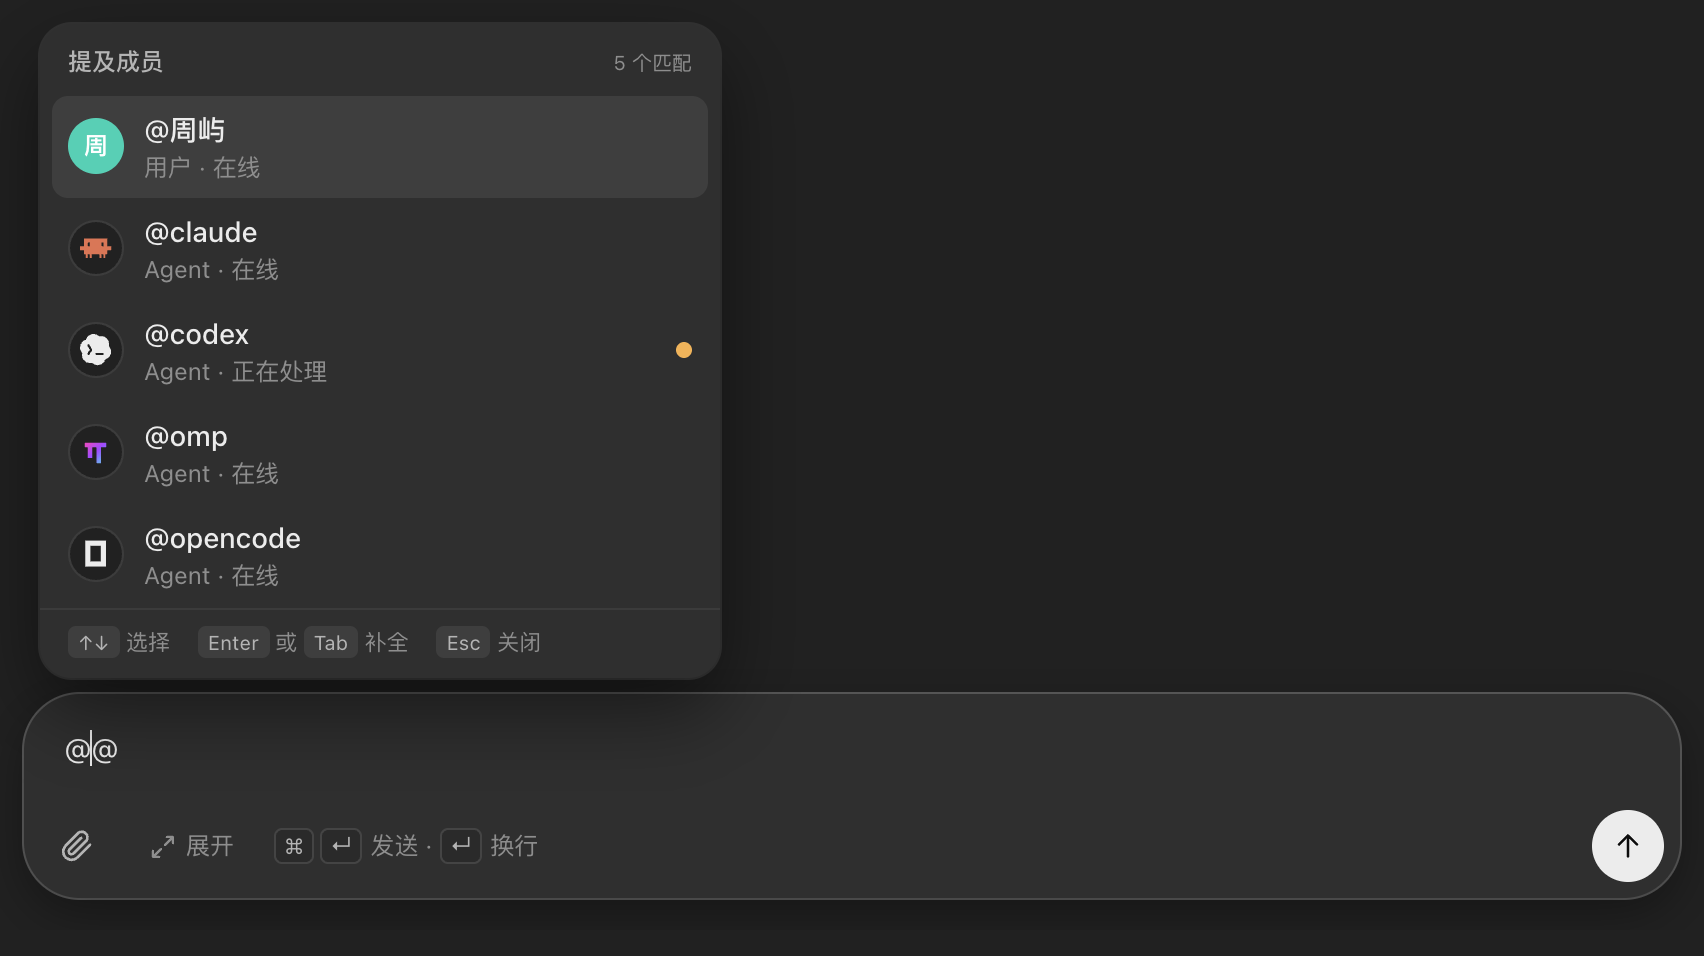 提及成员 5 个匹配
周 @周屿
用户 · 在线
@claude
Agent · 在线
@codex
Agent · 正在处理
@omp
Agent · 在线
@opencode
Agent · 在线
↑↓ 选择 Enter 或 Tab 补全 Esc 关闭
@@
展开 ⌘ ↵ 发送 · ↵ 换行